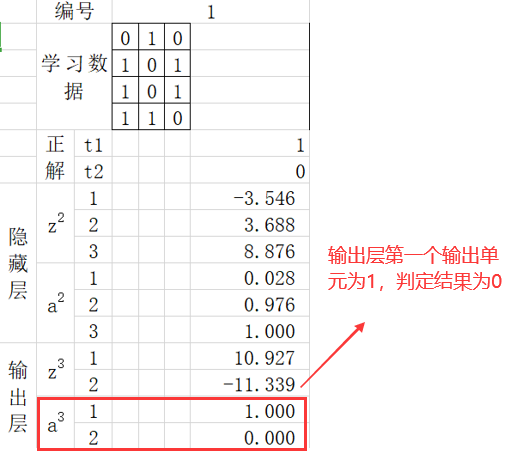 编号 1
学习数据
0 1 0
1 0 1
1 0 1
1 1 0
正解 t1 1
t2 0
隐藏层 z² 1 -3.546
2 3.688
3 8.876
a² 1 0.028
2 0.976
3 1.000
输出层 z³ 1 10.927
2 -11.339
a³ 1 1.000
2 0.000
输出层第一个输出单
元为1，判定结果为0